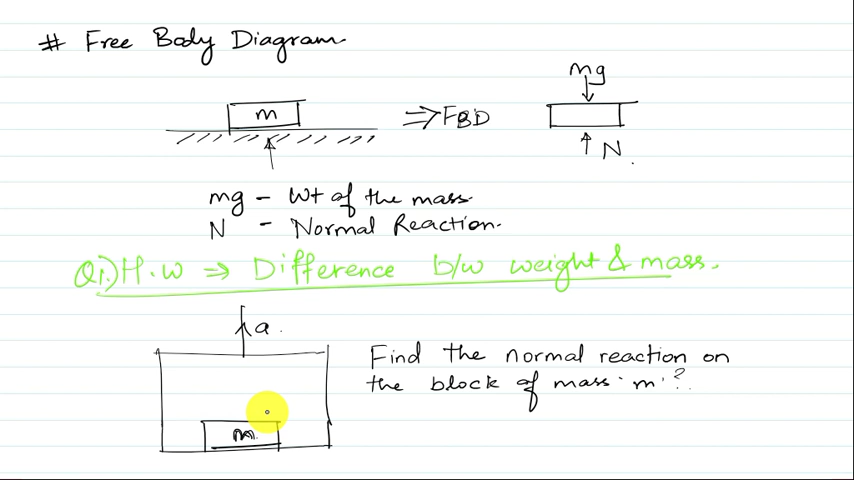 # Free Body Diagram
m
⇒ FBD
mg
N
mg - wt of the mass.
N - Normal Reaction.
Q1.) H.W ⇒ Difference b/w weight & mass.
a.
Find the normal reaction on
the block of mass 'm'?
m